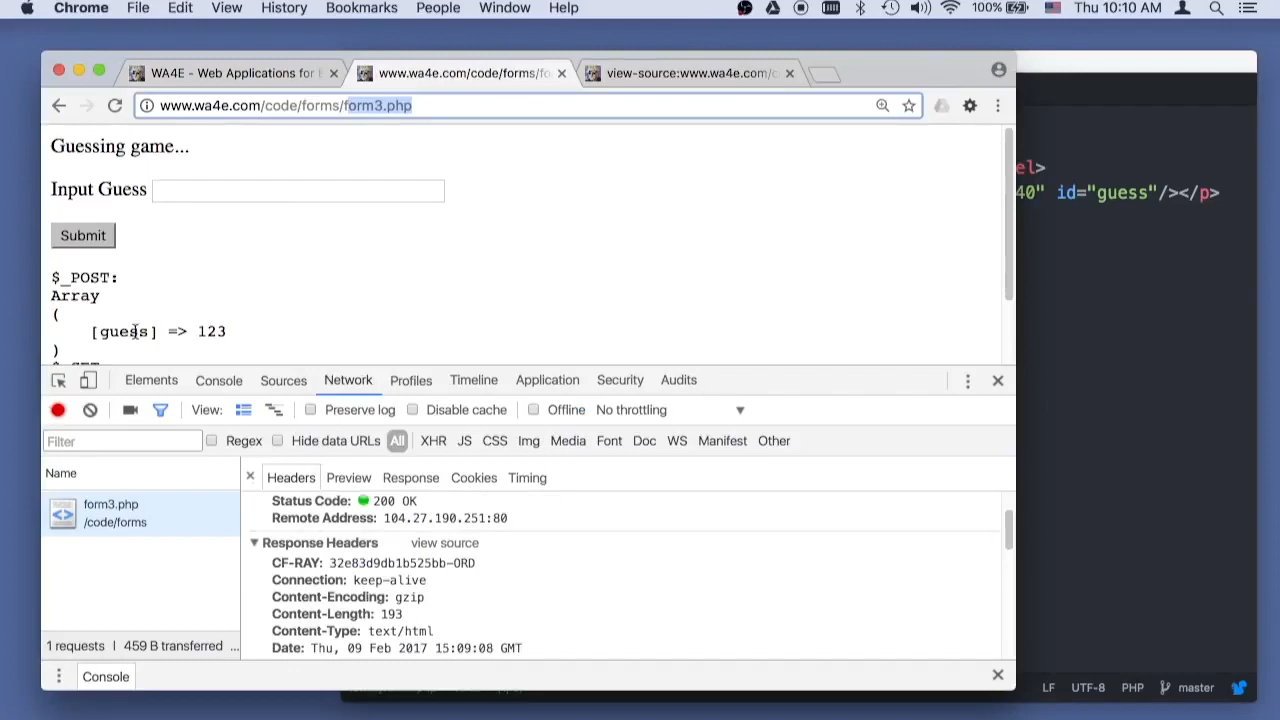 Chrome File Edit View History Bookmarks People Window Help 100% Thu 10:10 AM
WA4E - Web Applications for E
www.wa4e.com/code/forms/fo
view-source:www.wa4e.com/c
www.wa4e.com/code/forms/form3.php
Guessing game...
el>
Input Guess
40" id="guess"/></p>
Submit
$_POST:
Array
(
[guess] => 123
)
Elements Console Sources Network Profiles Timeline Application Security Audits
View: Preserve log Disable cache Offline No throttling
Filter Regex Hide data URLs All XHR JS CSS Img Media Font Doc WS Manifest Other
Name
Headers Preview Response Cookies Timing
form3.php
/code/forms
Status Code: 200 OK
Remote Address: 104.27.190.251:80
Response Headers view source
CF-RAY: 32e83d9db1b525bb-ORD
Connection: keep-alive
Content-Encoding: gzip
Content-Length: 193
Content-Type: text/html
Date: Thu, 09 Feb 2017 15:09:08 GMT
1 requests | 459 B transferred ...
Console
LF UTF-8 PHP master